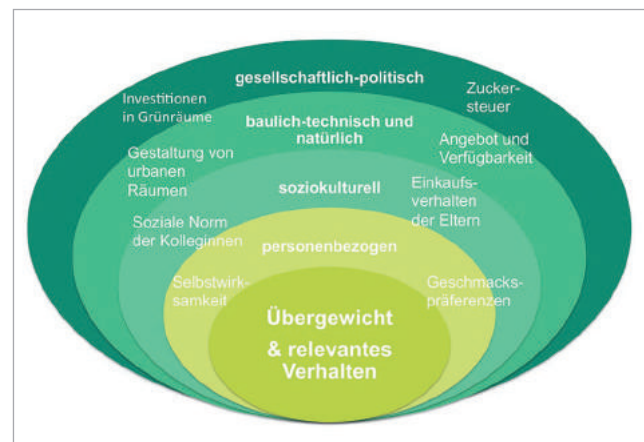 gesellschaftlich-politisch
Investitionen
in Grünräume
Zucker-
steuer
baulich-technisch und
natürlich
Gestaltung von
urbanen
Räumen
Angebot und
Verfügbarkeit
soziokulturell
Einkaufs-
verhalten
der Eltern
Soziale Norm
der KollegInnen
personenbezogen
Selbstwirk-
samkeit
Geschmacks-
präferenzen
Übergewicht
& relevantes
Verhalten